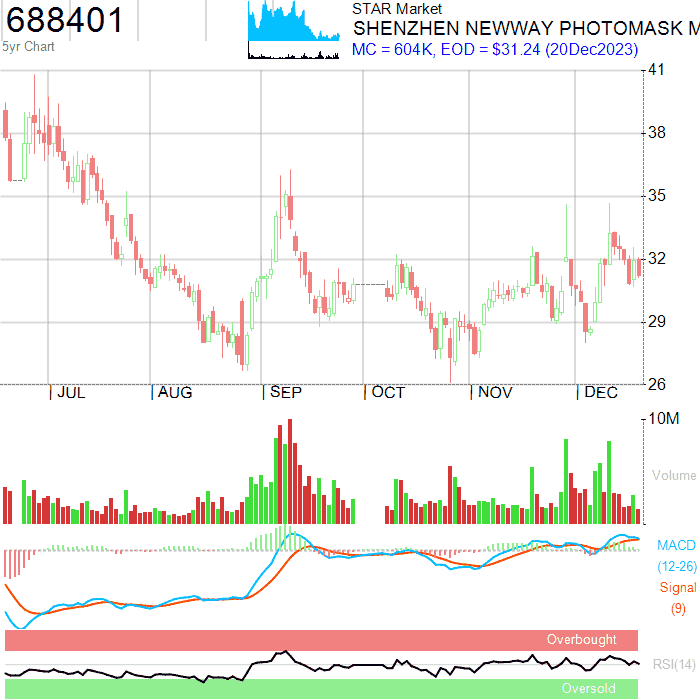 688401
5yr Chart
STAR Market
SHENZHEN NEWWAY PHOTOMASK M
MC = 604K, EOD = $31.24 (20Dec2023)
41
38
35
32
29
26
JUL AUG SEP OCT NOV DEC
10M
Volume
MACD
(12-26)
Signal
(9)
Overbought
RSI(14)
Oversold